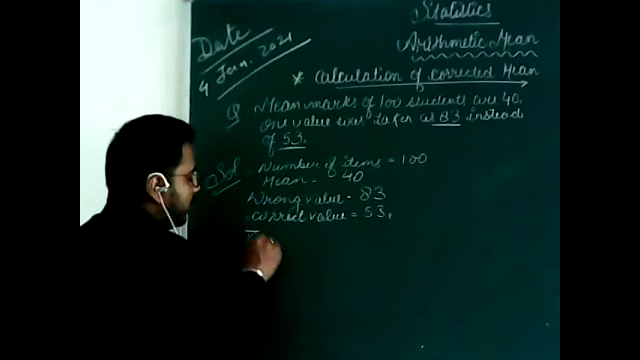 Statistics
Date
4 Jan. 2021
Arithmetic Mean
* Calculation of corrected Mean
Q Mean marks of 100 students are 40.
One value was taken as 83 instead
of 53.
Sol. Number of items = 100
Mean - 40
Wrong value - 83
Correct value = 53.